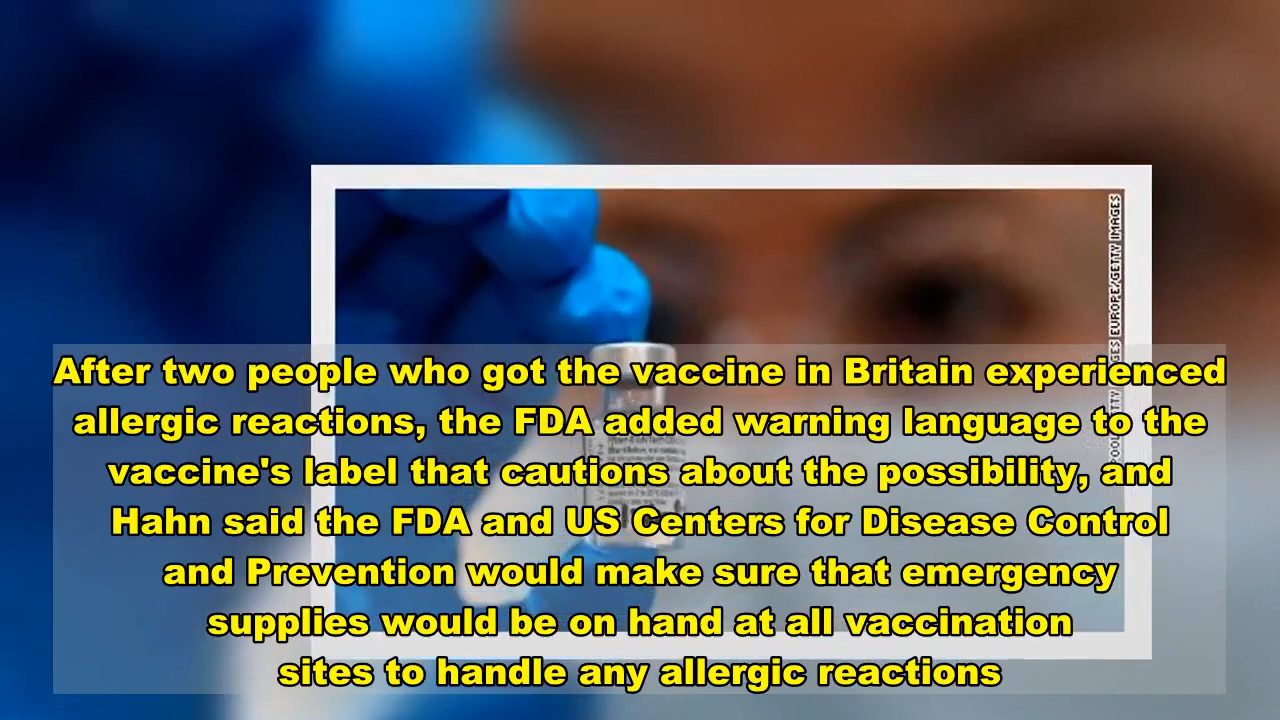 After two people who got the vaccine in Britain experienced
allergic reactions, the FDA added warning language to the
vaccine's label that cautions about the possibility, and
Hahn said the FDA and US Centers for Disease Control
and Prevention would make sure that emergency
supplies would be on hand at all vaccination
sites to handle any allergic reactions
EUROPE/GETTY IMAGES